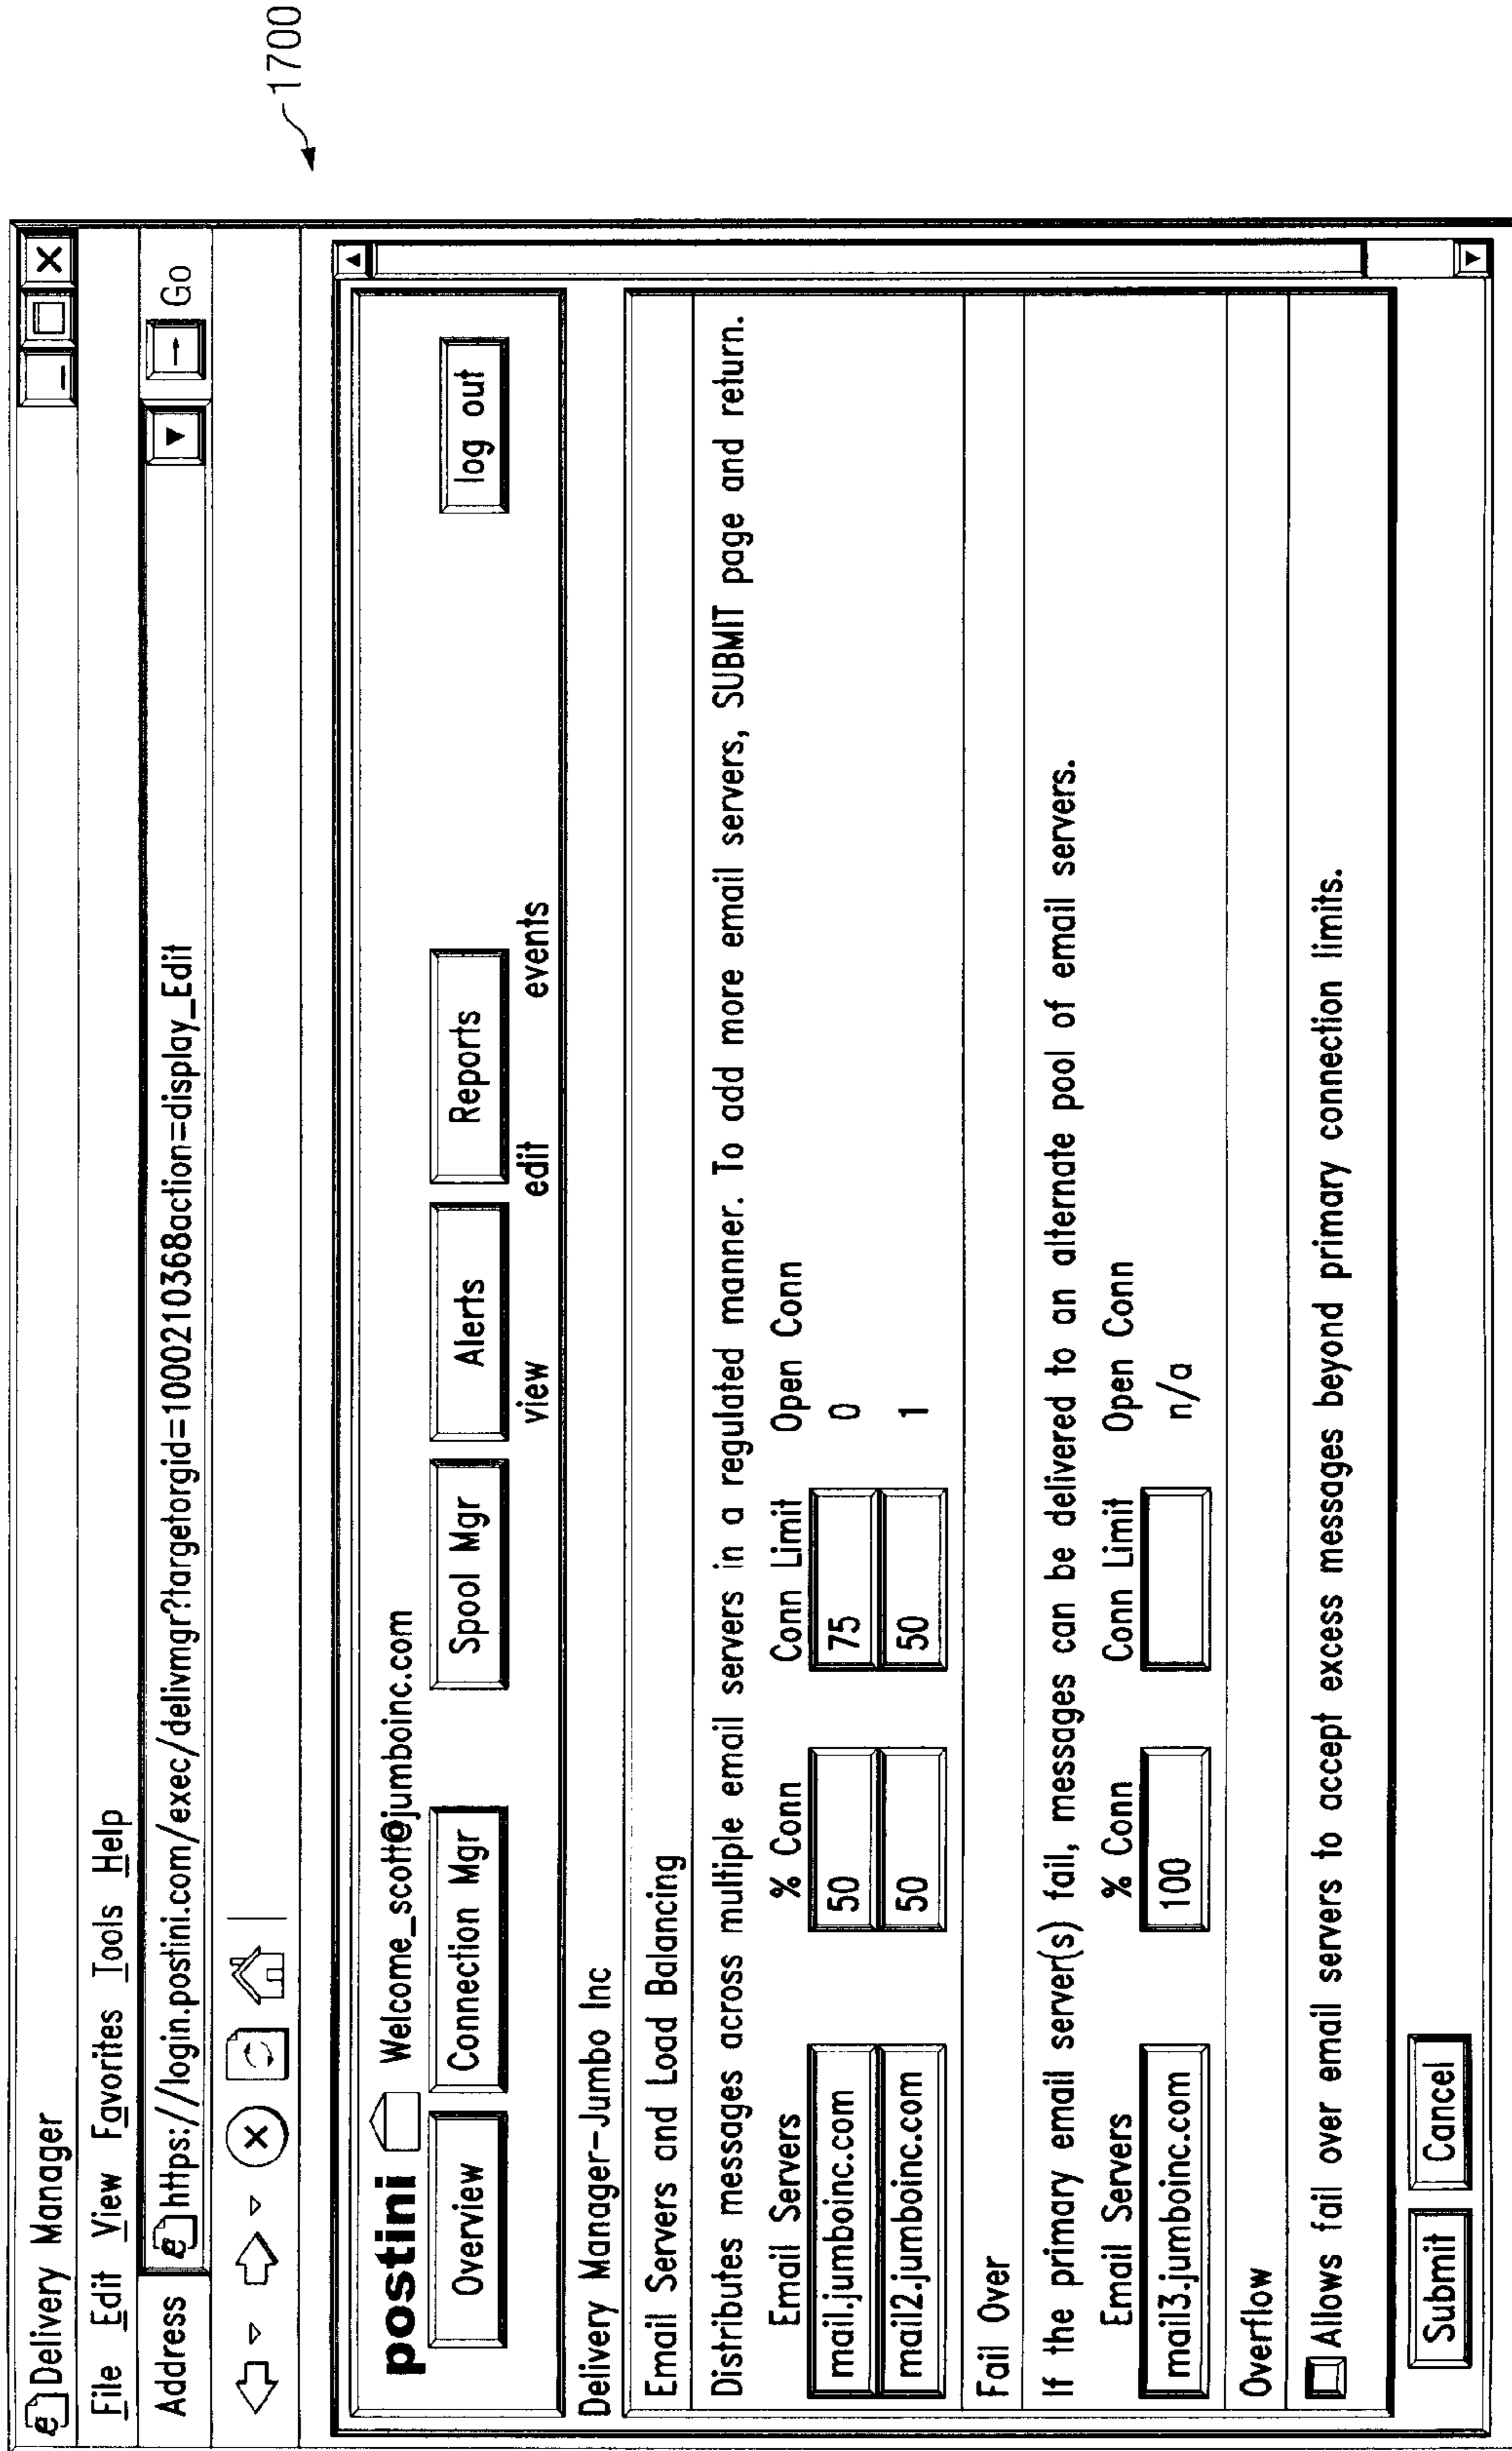 1700
Delivery Manager
File Edit View Favorites Tools Help
Address https://login.postini.com/exec/delivmgr?targetorgid=1000210368action=display_Edit Go
postini Welcome_scott@jumboinc.com
Overview Connection Mgr Spool Mgr Alerts Reports log out
view edit events
Delivery Manager-Jumbo Inc
Email Servers and Load Balancing
Distributes messages across multiple email servers in a regulated manner. To add more email servers, SUBMIT page and return.
Email Servers % Conn Conn Limit Open Conn
mail.jumboinc.com 50 75 0
mail2.jumboinc.com 50 50 1
Fail Over
If the primary email server(s) fail, messages can be delivered to an alternate pool of email servers.
Email Servers % Conn Conn Limit Open Conn
mail3.jumboinc.com 100 n/a
Overflow
Allows fail over email servers to accept excess messages beyond primary connection limits.
Submit Cancel